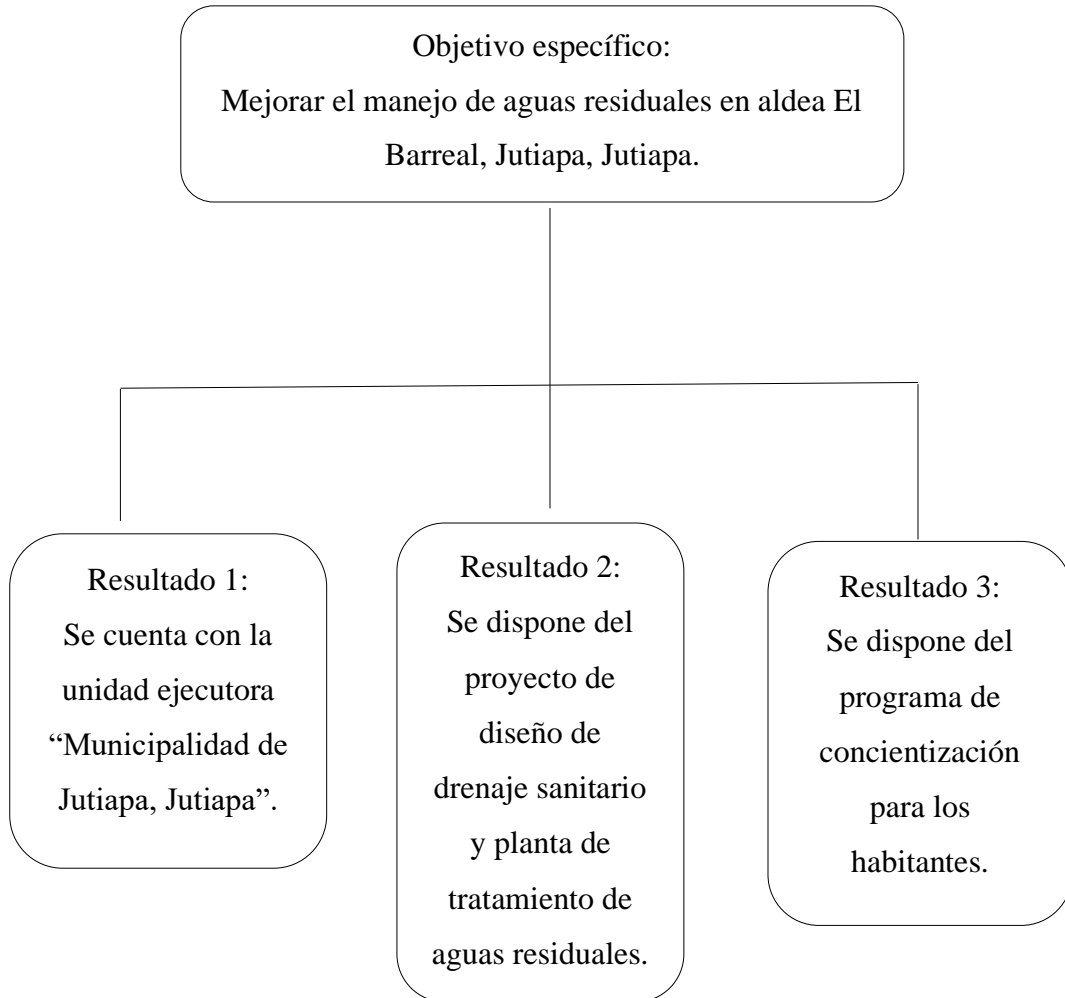 Objetivo específico:
Mejorar el manejo de aguas residuales en aldea El
Barreal, Jutiapa, Jutiapa.
Resultado 1:
Se cuenta con la
unidad ejecutora
“Municipalidad de
Jutiapa, Jutiapa”.
Resultado 2:
Se dispone del
proyecto de
diseño de
drenaje sanitario
y planta de
tratamiento de
aguas residuales.
Resultado 3:
Se dispone del
programa de
concientización
para los
habitantes.